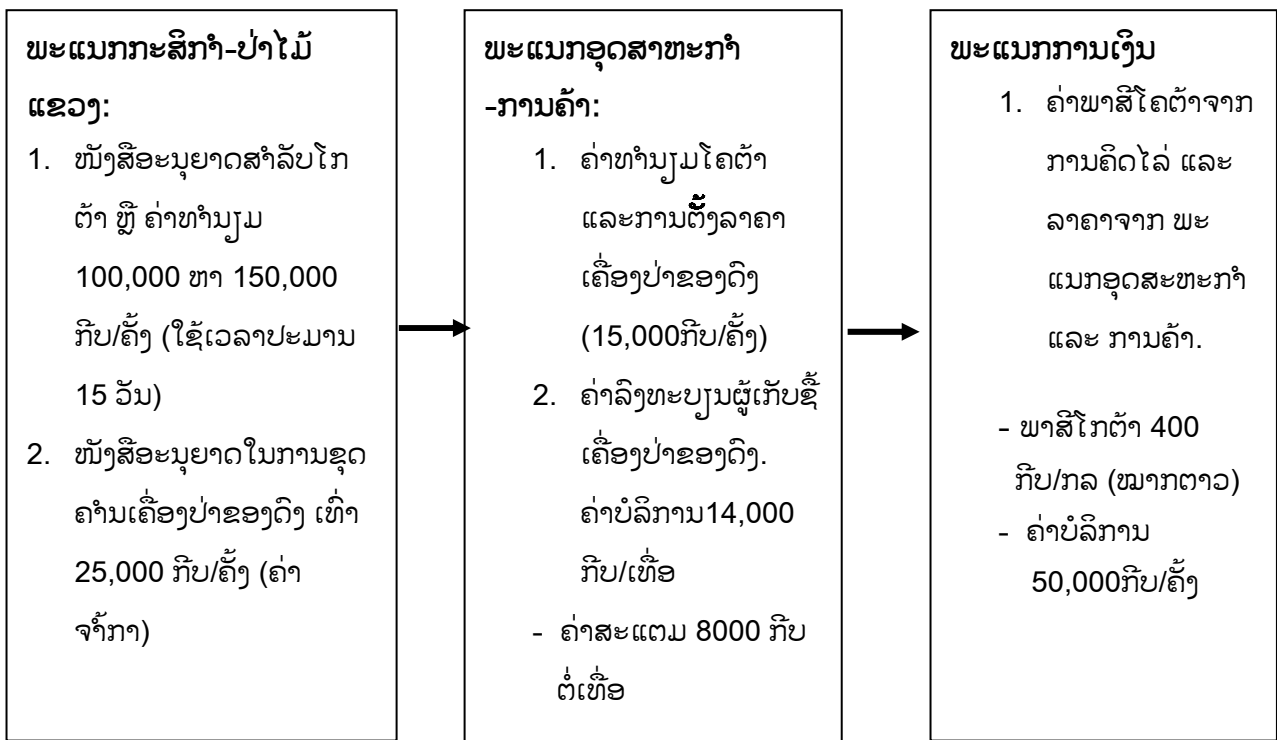 ພະແນກກະສິກຳ-ປ່າໄມ້
ແຂວງ:
1. ໜັງສືອະນຸຍາດສຳລັບໂກ
ຕ້າ ຫຼື ຄ່າທຳນຽມ
100,000 ຫາ 150,000
ກີບ/ຄັ້ງ (ໃຊ້ເວລາປະມານ
15 ວັນ)
2. ໜັງສືອະນຸຍາດໃນການຂຸດ
ຄຳນເຄື່ອງປ່າຂອງດົງ ເທົ່າ
25,000 ກີບ/ຄັ້ງ (ຄ່າ
ຈ້ຳກາ)
ພະແນກອຸດສາຫະກຳ
-ການຄ້າ:
1. ຄ່າທຳນຽມໂຄຕ້າ
ແລະການຕັ້ງລາຄາ
ເຄື່ອງປ່າຂອງດົງ
(15,000ກີບ/ຄັ້ງ)
2. ຄ່າລົງທະບຽນຜູ້ເກັບຊື້
ເຄື່ອງປ່າຂອງດົງ.
ຄ່າບໍລິການ14,000
ກີບ/ເທື່ອ
- ຄ່າສະແຕມ 8000 ກີບ
ຕໍ່ເທື່ອ
ພະແນກການເງິນ
1. ຄ່າພາສີໂຄຕ້າຈາກ
ການຄິດໄລ່ ແລະ
ລາຄາຈາກ ພະ
ແນກອຸດສະຫະກຳ
ແລະ ການຄ້າ.
- ພາສີໂກຕ້າ 400
ກີບ/ກລ (ໝາກຕາວ)
- ຄ່າບໍລິການ
50,000ກີບ/ຄັ້ງ